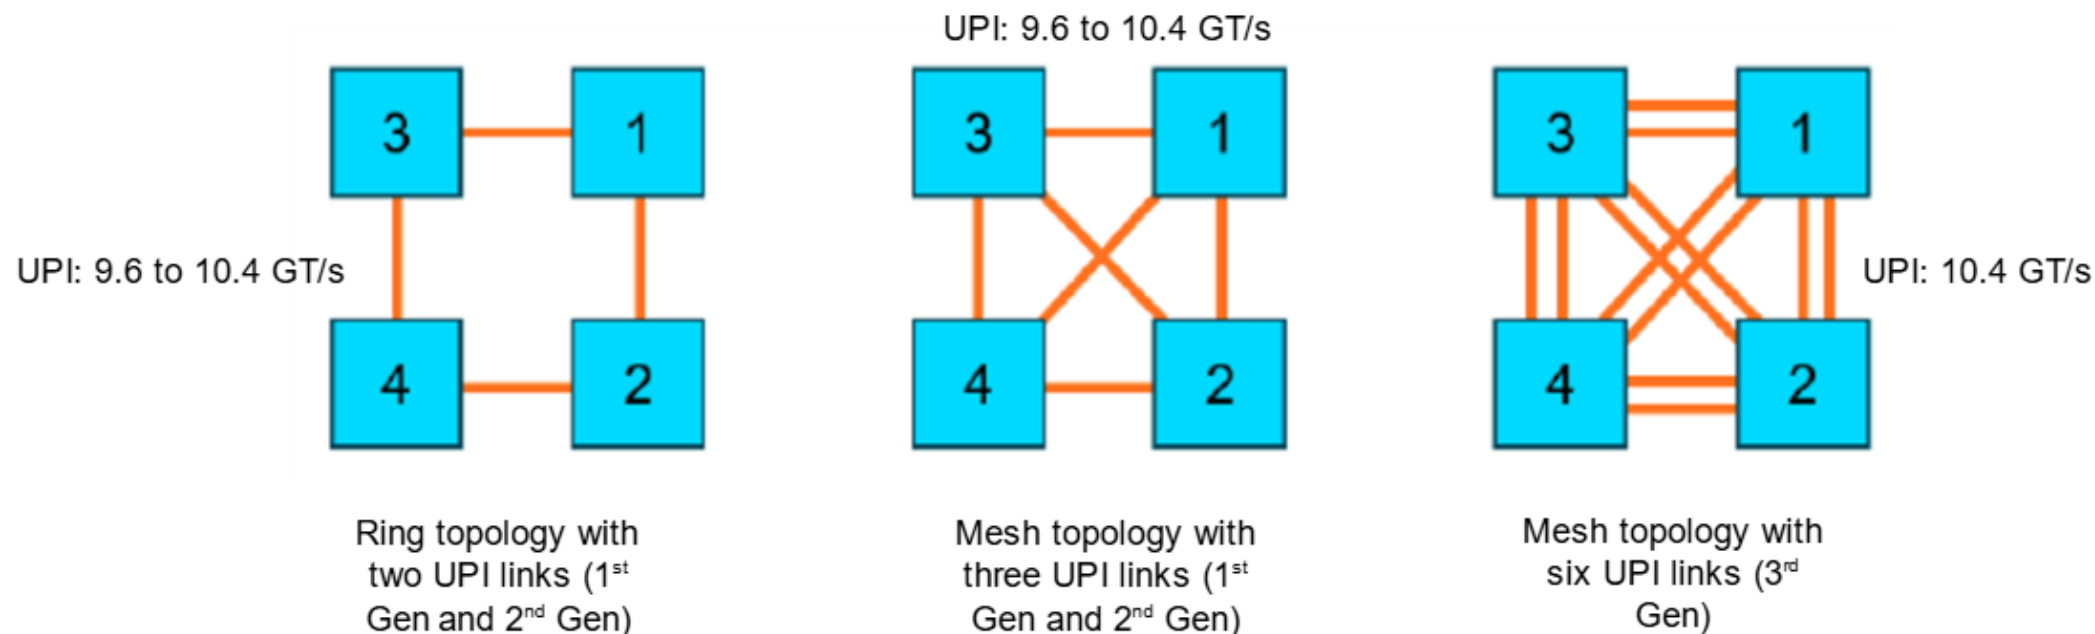 UPI: 9.6 to 10.4 GT/s
3
1
3
1
3
1
UPI: 9.6 to 10.4 GT/s
UPI: 10.4 GT/s
4
2
4
2
4
2
Ring topology with
two UPI links (1st
Gen and 2nd Gen)
Mesh topology with
three UPI links (1st
Gen and 2nd Gen)
Mesh topology with
six UPI links (3rd
Gen)